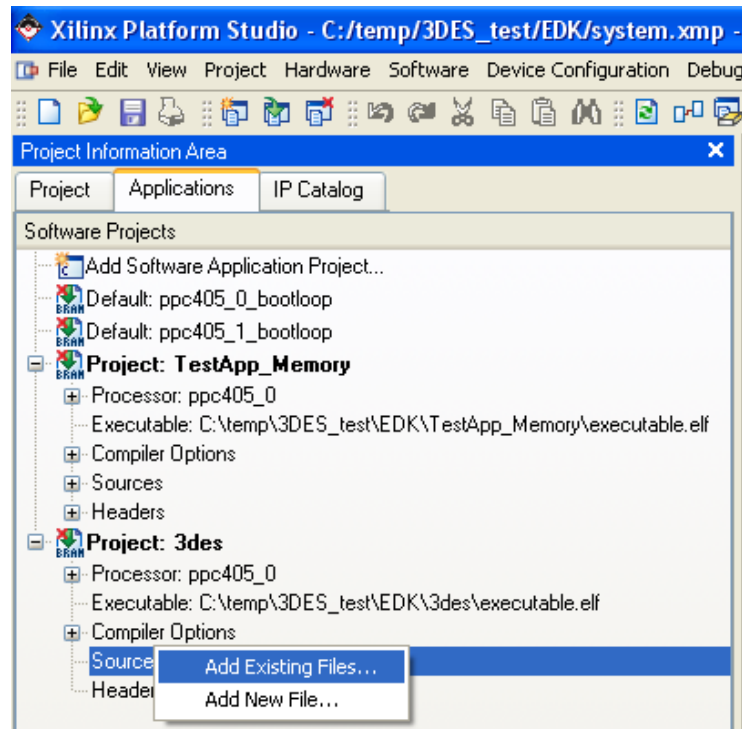 Xilinx Platform Studio - C:/temp/3DES_test/EDK/system.xmp -
File Edit View Project Hardware Software Device Configuration Debug
Project Information Area
Project Applications IP Catalog
Software Projects
Add Software Application Project...
Default: ppc405_0_bootloop
Default: ppc405_1_bootloop
Project: TestApp_Memory
Processor: ppc405_0
Executable: C:\temp\3DES_test\EDK\TestApp_Memory\executable.elf
Compiler Options
Sources
Headers
Project: 3des
Processor: ppc405_0
Executable: C:\temp\3DES_test\EDK\3des\executable.elf
Compiler Options
Source
Add Existing Files...
Header
Add New File...